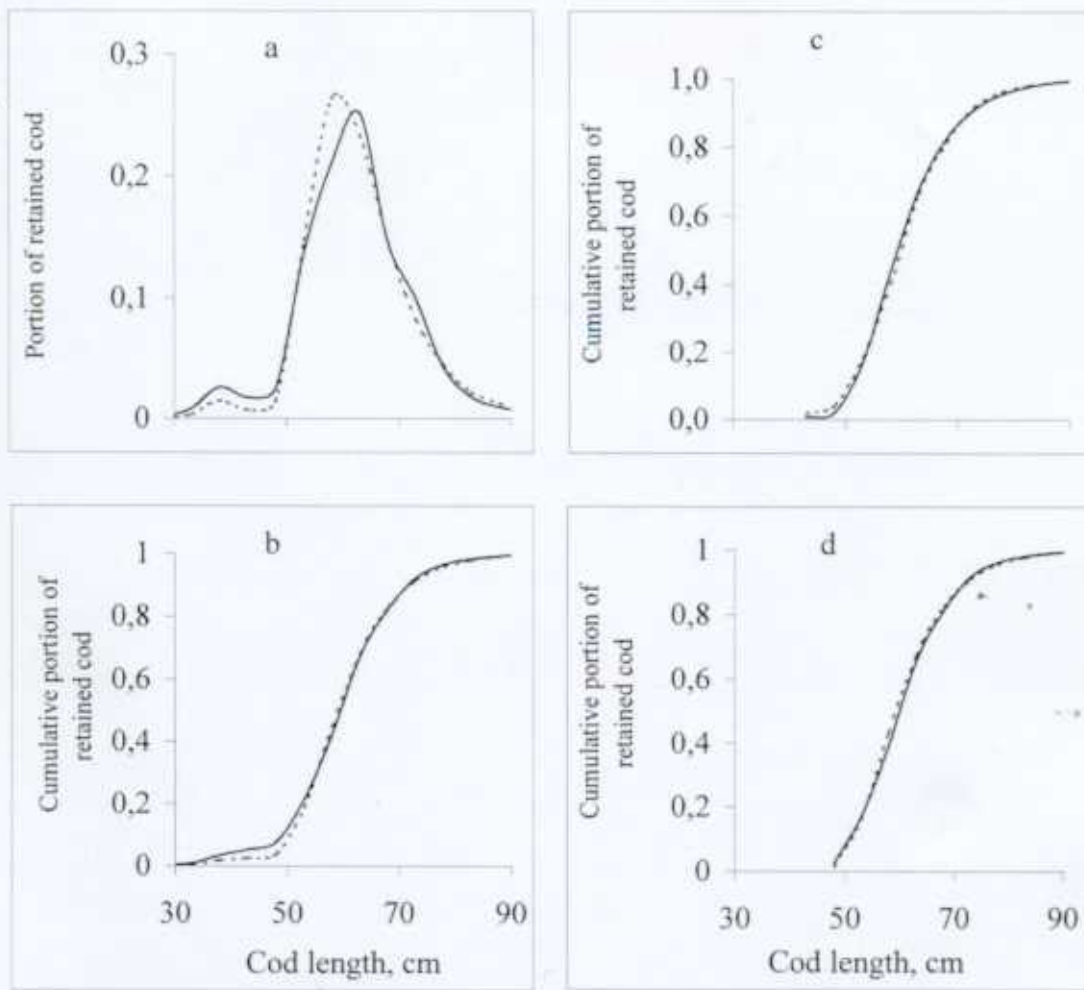 a
0,3
0,2
0,1
0
Portion of retained cod
c
1,0
0,8
0,6
0,4
0,2
0,0
Cumulative portion of
retained cod
b
1
0,8
0,6
0,4
0,2
0
Cumulative portion of
retained cod
30 50 70 90
Cod length, cm
d
1
0,8
0,6
0,4
0,2
0
Cumulative portion of
retained cod
30 50 70 90
Cod length, cm